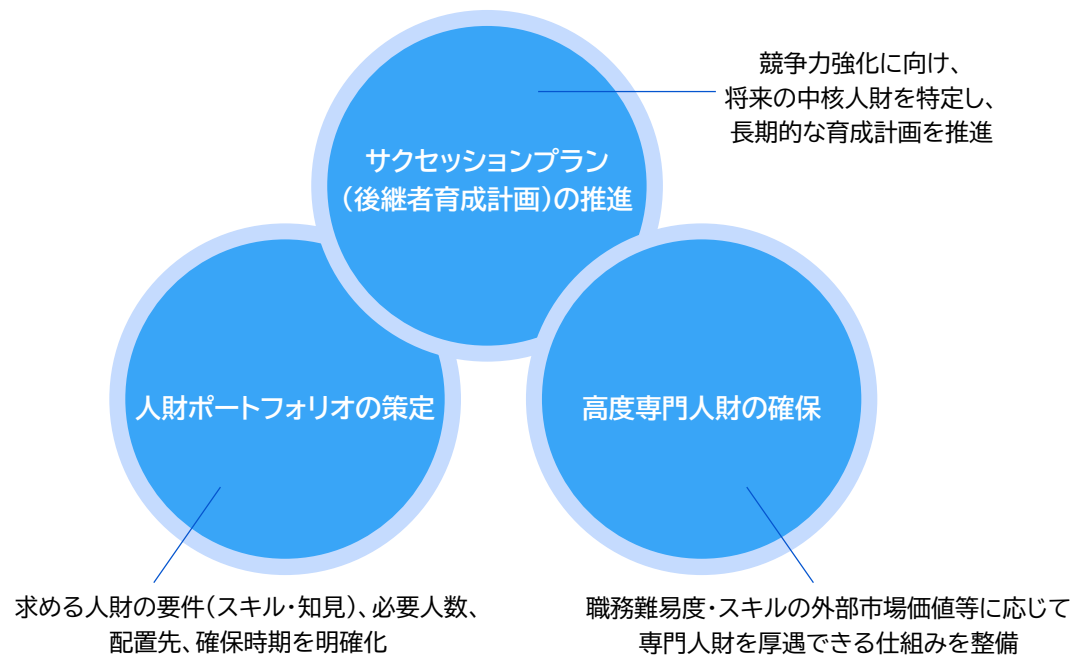 競争力強化に向け、
将来の中核人財を特定し、
長期的な育成計画を推進
サクセッションプラン
（後継者育成計画）の推進
人財ポートフォリオの策定
高度専門人財の確保
求める人財の要件（スキル・知見）、必要人数、
配置先、確保時期を明確化
職務難易度・スキルの外部市場価値等に応じて
専門人財を厚遇できる仕組みを整備